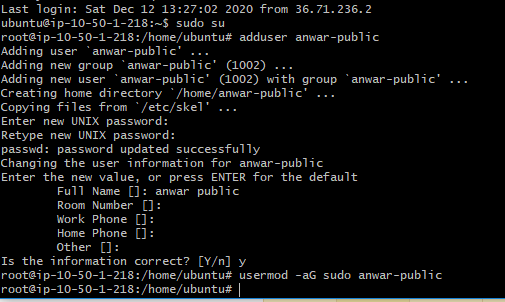 Last login: Sat Dec 12 13:27:02 2020 from 36.71.236.2
ubuntu@ip-10-50-1-218:~$ sudo su
root@ip-10-50-1-218:/home/ubuntu# adduser anwar-public
Adding user `anwar-public' ...
Adding new group `anwar-public' (1002) ...
Adding new user `anwar-public' (1002) with group `anwar-public' ...
Creating home directory `/home/anwar-public' ...
Copying files from `/etc/skel' ...
Enter new UNIX password:
Retype new UNIX password:
passwd: password updated successfully
Changing the user information for anwar-public
Enter the new value, or press ENTER for the default
        Full Name []: anwar public
        Room Number []:
        Work Phone []:
        Home Phone []:
        Other []:
Is the information correct? [Y/n] y
root@ip-10-50-1-218:/home/ubuntu# usermod -aG sudo anwar-public
root@ip-10-50-1-218:/home/ubuntu#